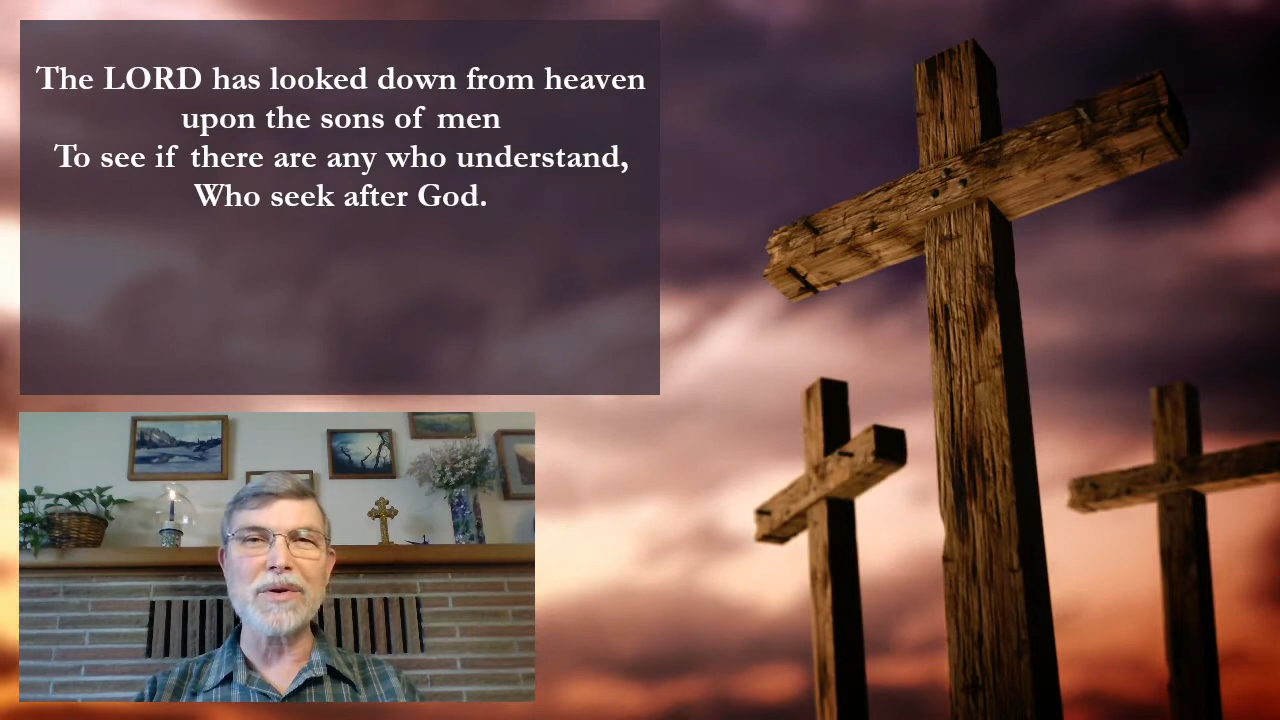 The LORD has looked down from heaven
upon the sons of men
To see if there are any who understand,
Who seek after God.